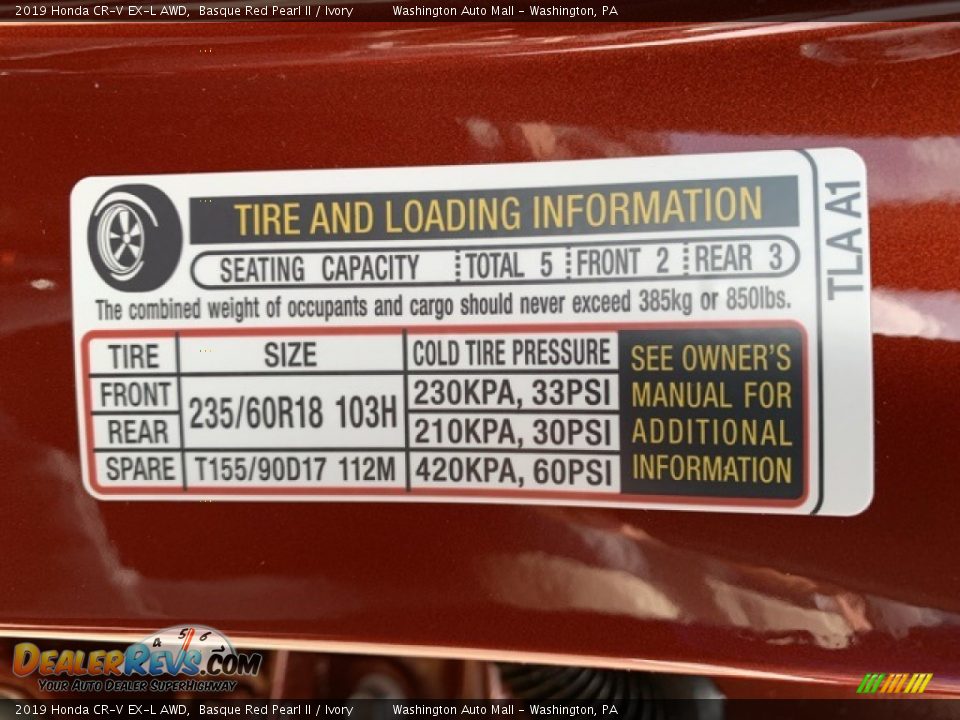 2019 Honda CR-V EX-L AWD, Basque Red Pearl II / Ivory Washington Auto Mall - Washington, PA
TIRE AND LOADING INFORMATION
TLA A1
SEATING CAPACITY TOTAL 5 FRONT 2 REAR 3
The combined weight of occupants and cargo should never exceed 385kg or 850lbs.
TIRE SIZE COLD TIRE PRESSURE
FRONT 235/60R18 103H 230KPA, 33PSI
REAR 210KPA, 30PSI
SPARE T155/90D17 112M 420KPA, 60PSI
SEE OWNER'S
MANUAL FOR
ADDITIONAL
INFORMATION
4 5 6
DEALERREVS.COM
YOUR AUTO DEALER SUPERHIGHWAY
2019 Honda CR-V EX-L AWD, Basque Red Pearl II / Ivory Washington Auto Mall - Washington, PA